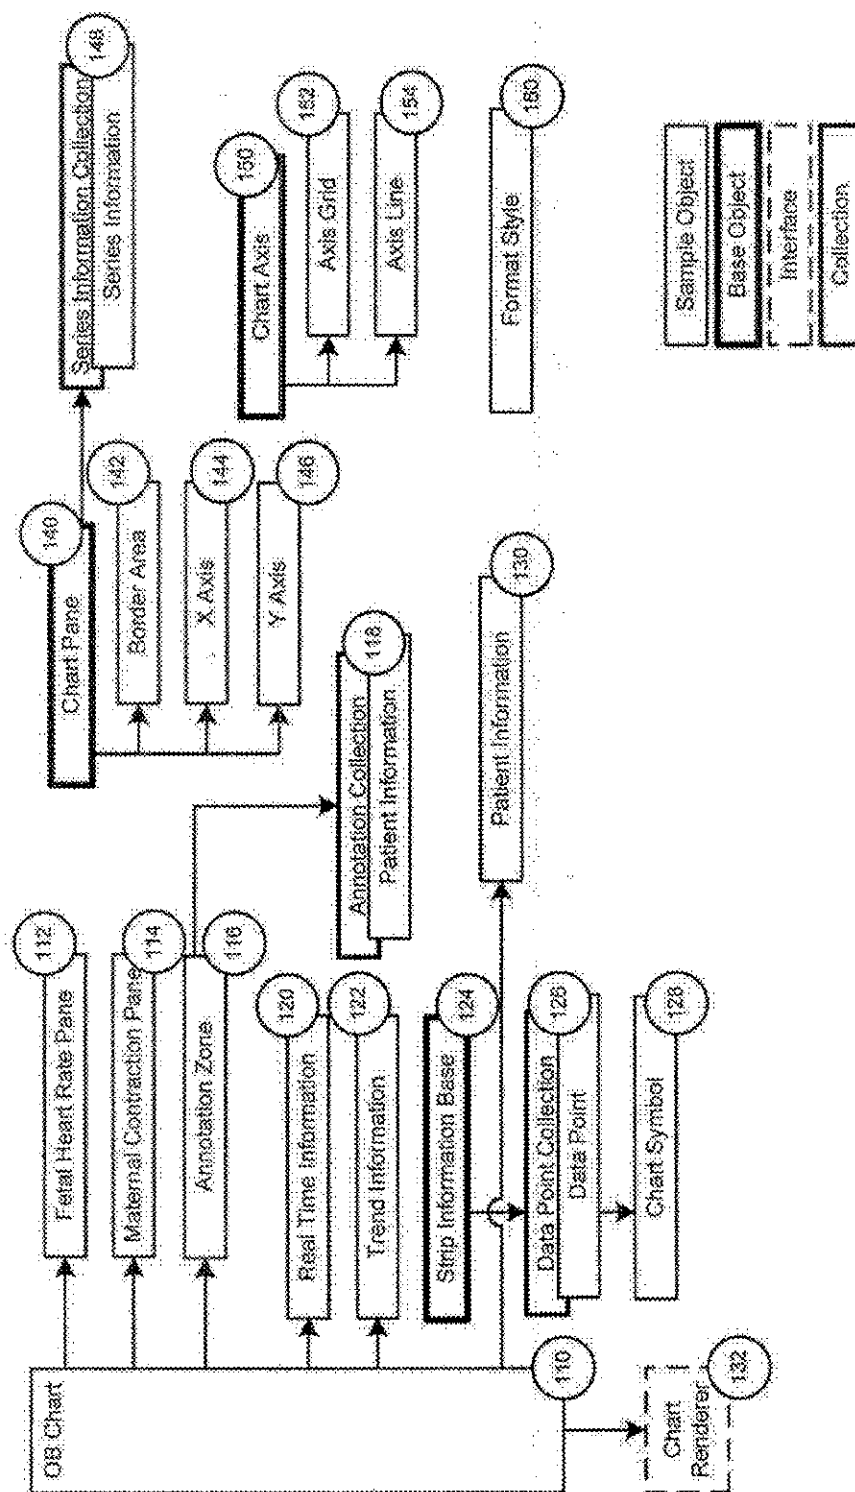 OB Chart
110
Fetal Heart Rate Pane
112
Maternal Contraction Pane
114
Annotation Zone
116
Annotation Collection
Patient Information
118
Real Time Information
120
Trend Information
122
Strip Information Base
124
Data Point Collection
Data Point
126
Chart Symbol
128
Patient Information
130
Chart
Renderer
132
Chart Pane
140
Border Area
142
X Axis
144
Y Axis
146
Series Information Collection
Series Information
148
Chart Axis
150
Axis Grid
152
Axis Line
154
Format Style
160
Sample Object
Base Object
Interface
Collection